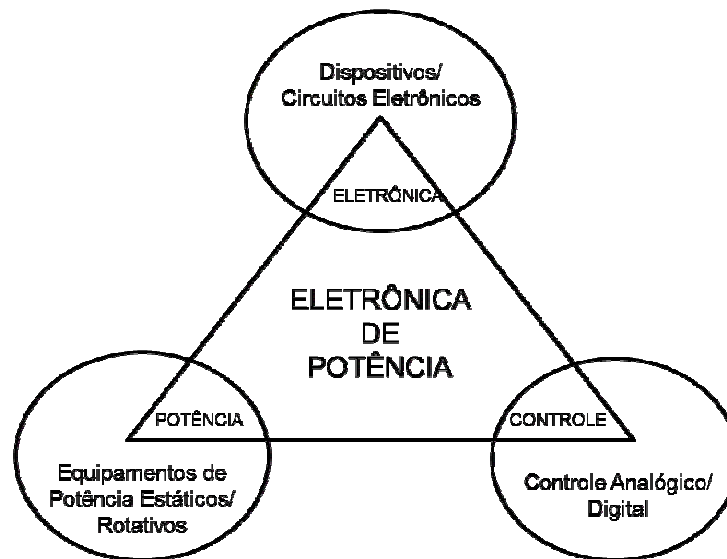 Dispositivos/
Circuitos Eletrônicos
ELETRÔNICA
ELETRÔNICA
DE
POTÊNCIA
POTÊNCIA
CONTROLE
Equipamentos de
Potência Estáticos/
Rotativos
Controle Analógico/
Digital